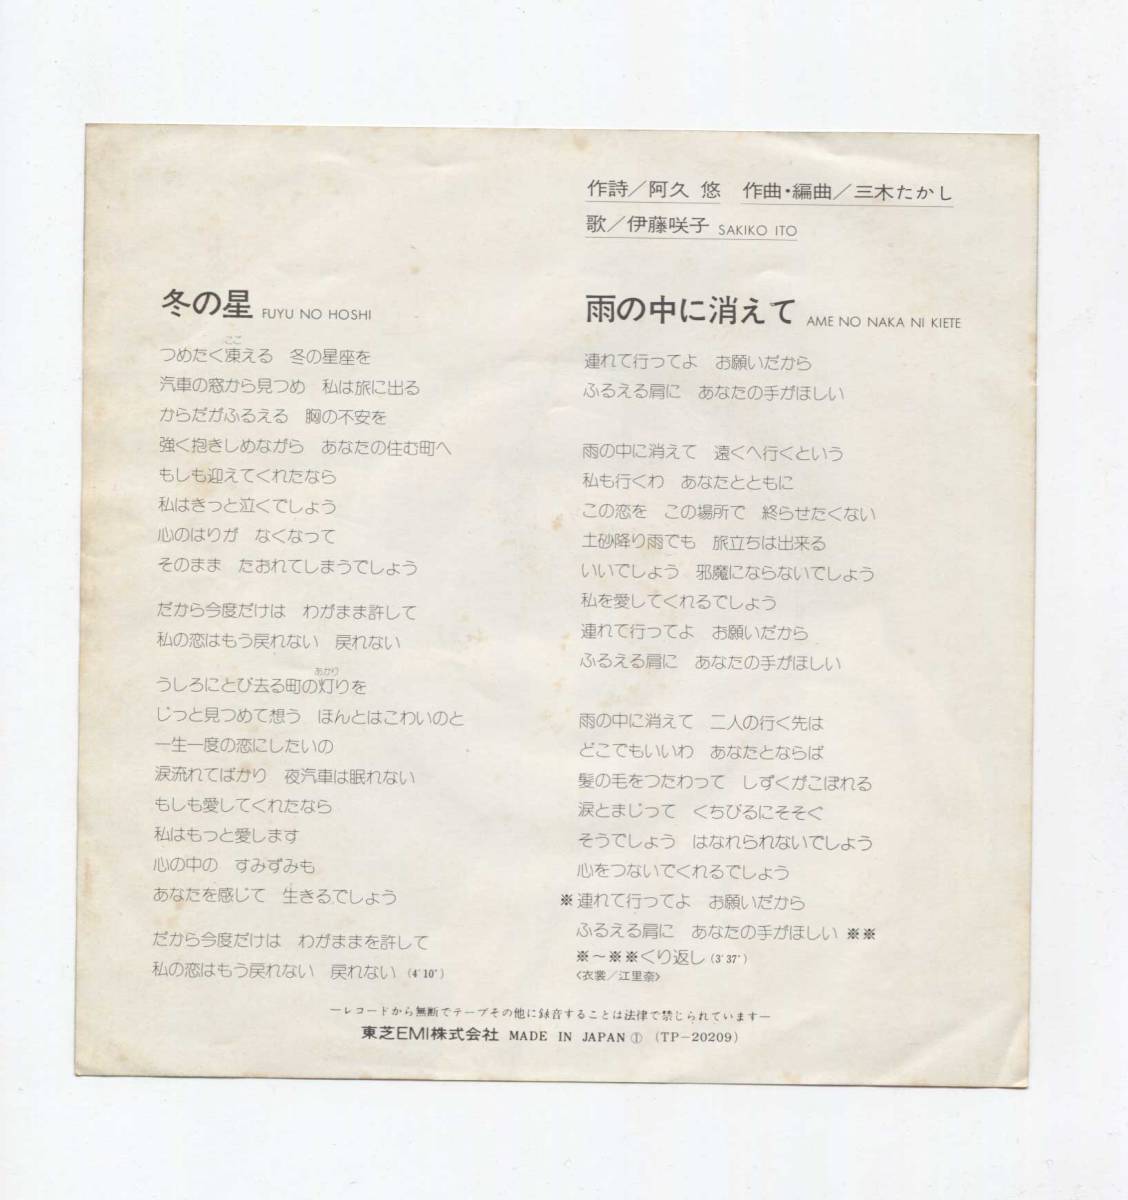 作詩/阿久 悠 作曲・編曲/三木たかし
歌/伊藤咲子 SAKIKO ITO
冬の星 FUYU NO HOSHI
つめたく凍える 冬の星座を
汽車の窓から見つめ 私は旅に出る
からだがふるえる 胸の不安を
強く抱きしめながら あなたの住む町へ
もしも迎えてくれたなら
私はきっと泣くでしょう
心のはりが なくなって
そのまま たおれてしまうでしょう
だから今度だけは わがまま許して
私の恋はもう戻れない 戻れない
あかり
うしろにとび去る町の灯りを
じっと見つめて想う ほんとはこわいのと
一生一度の恋にしたいの
涙流れてばかり 夜汽車は眠れない
もしも愛してくれたなら
私はもっと愛します
心の中の すみずみも
あなたを感じて 生きるでしょう
だから今度だけは わがままを許して
私の恋はもう戻れない 戻れない (4'10")
雨の中に消えて AME NO NAKA NI KIETE
連れて行ってよ お願いだから
ふるえる肩に あなたの手がほしい
雨の中に消えて 遠くへ行くという
私も行くわ あなたとともに
この恋を この場所で 終らせたくない
土砂降り雨でも 旅立ちは出来る
いいでしょう 邪魔にならないでしょう
私を愛してくれるでしょう
連れて行ってよ お願いだから
ふるえる肩に あなたの手がほしい
雨の中に消えて 二人の行く先は
どこでもいいわ あなたとならば
髪の毛をつたわって しずくがこぼれる
涙とまじって くちびるにそそぐ
そうでしょう はなれられないでしょう
心をつないでくれるでしょう
※連れて行ってよ お願いだから
ふるえる肩に あなたの手がほしい ※※
※〜※※くり返し (3'37")
〈衣裳/江里奈〉
—レコードから無断でテープその他に録音することは法律で禁じられています—
東芝EMI株式会社 MADE IN JAPAN ① (TP-20209)